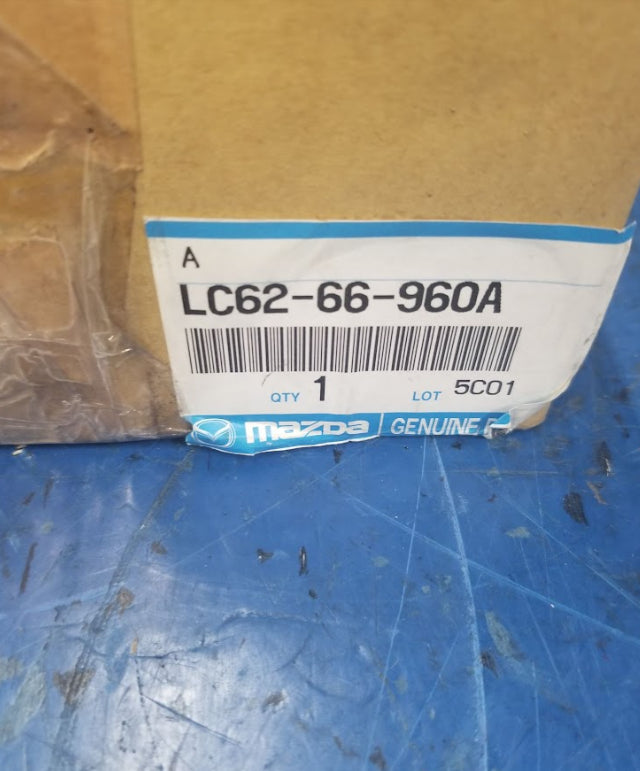 A
LC62-66-960A
QTY 1 LOT 5C01
mazda GENUINE